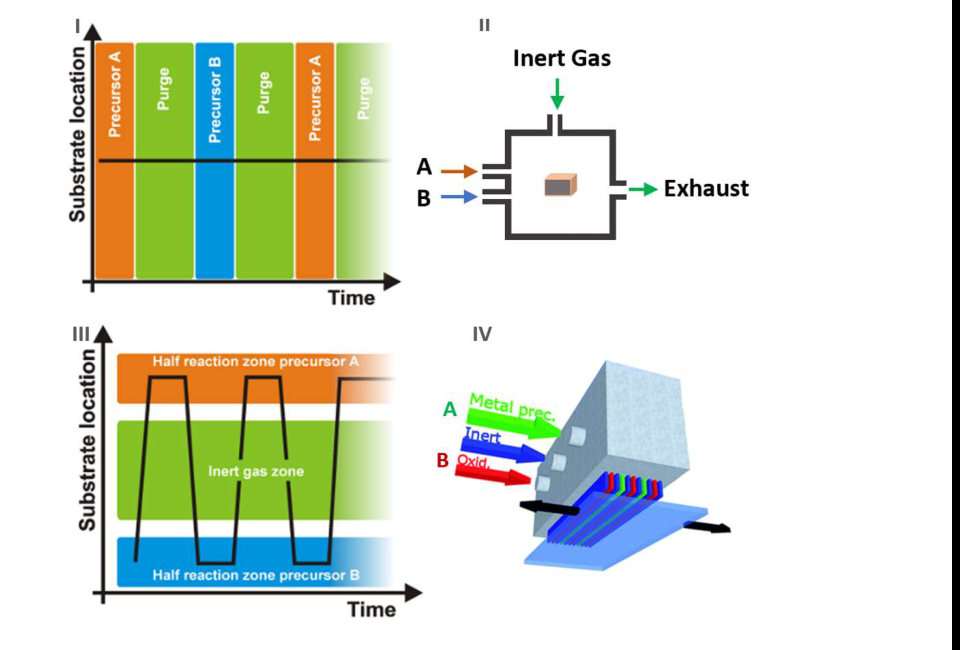 I
Substrate location
Precursor A
Purge
Precursor B
Purge
Precursor A
Purge
Time
II
Inert Gas
A
B
Exhaust
III
Substrate location
Half reaction zone precursor A
Inert gas zone
Half reaction zone precursor B
Time
IV
A
Metal prec.
Inert
B
Oxid.